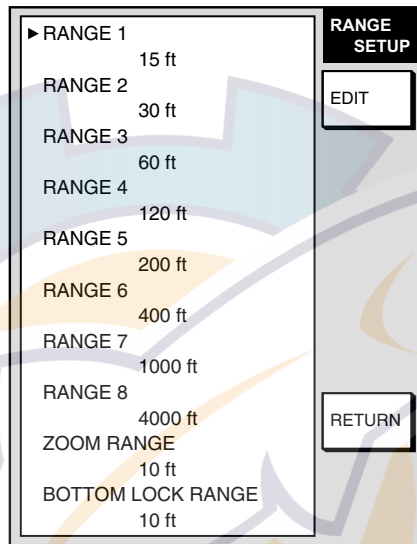 ▶RANGE 1
15 ft
RANGE 2
30 ft
RANGE 3
60 ft
RANGE 4
120 ft
RANGE 5
200 ft
RANGE 6
400 ft
RANGE 7
1000 ft
RANGE 8
4000 ft
ZOOM RANGE
10 ft
BOTTOM LOCK RANGE
10 ft
RANGE
SETUP
EDIT
RETURN